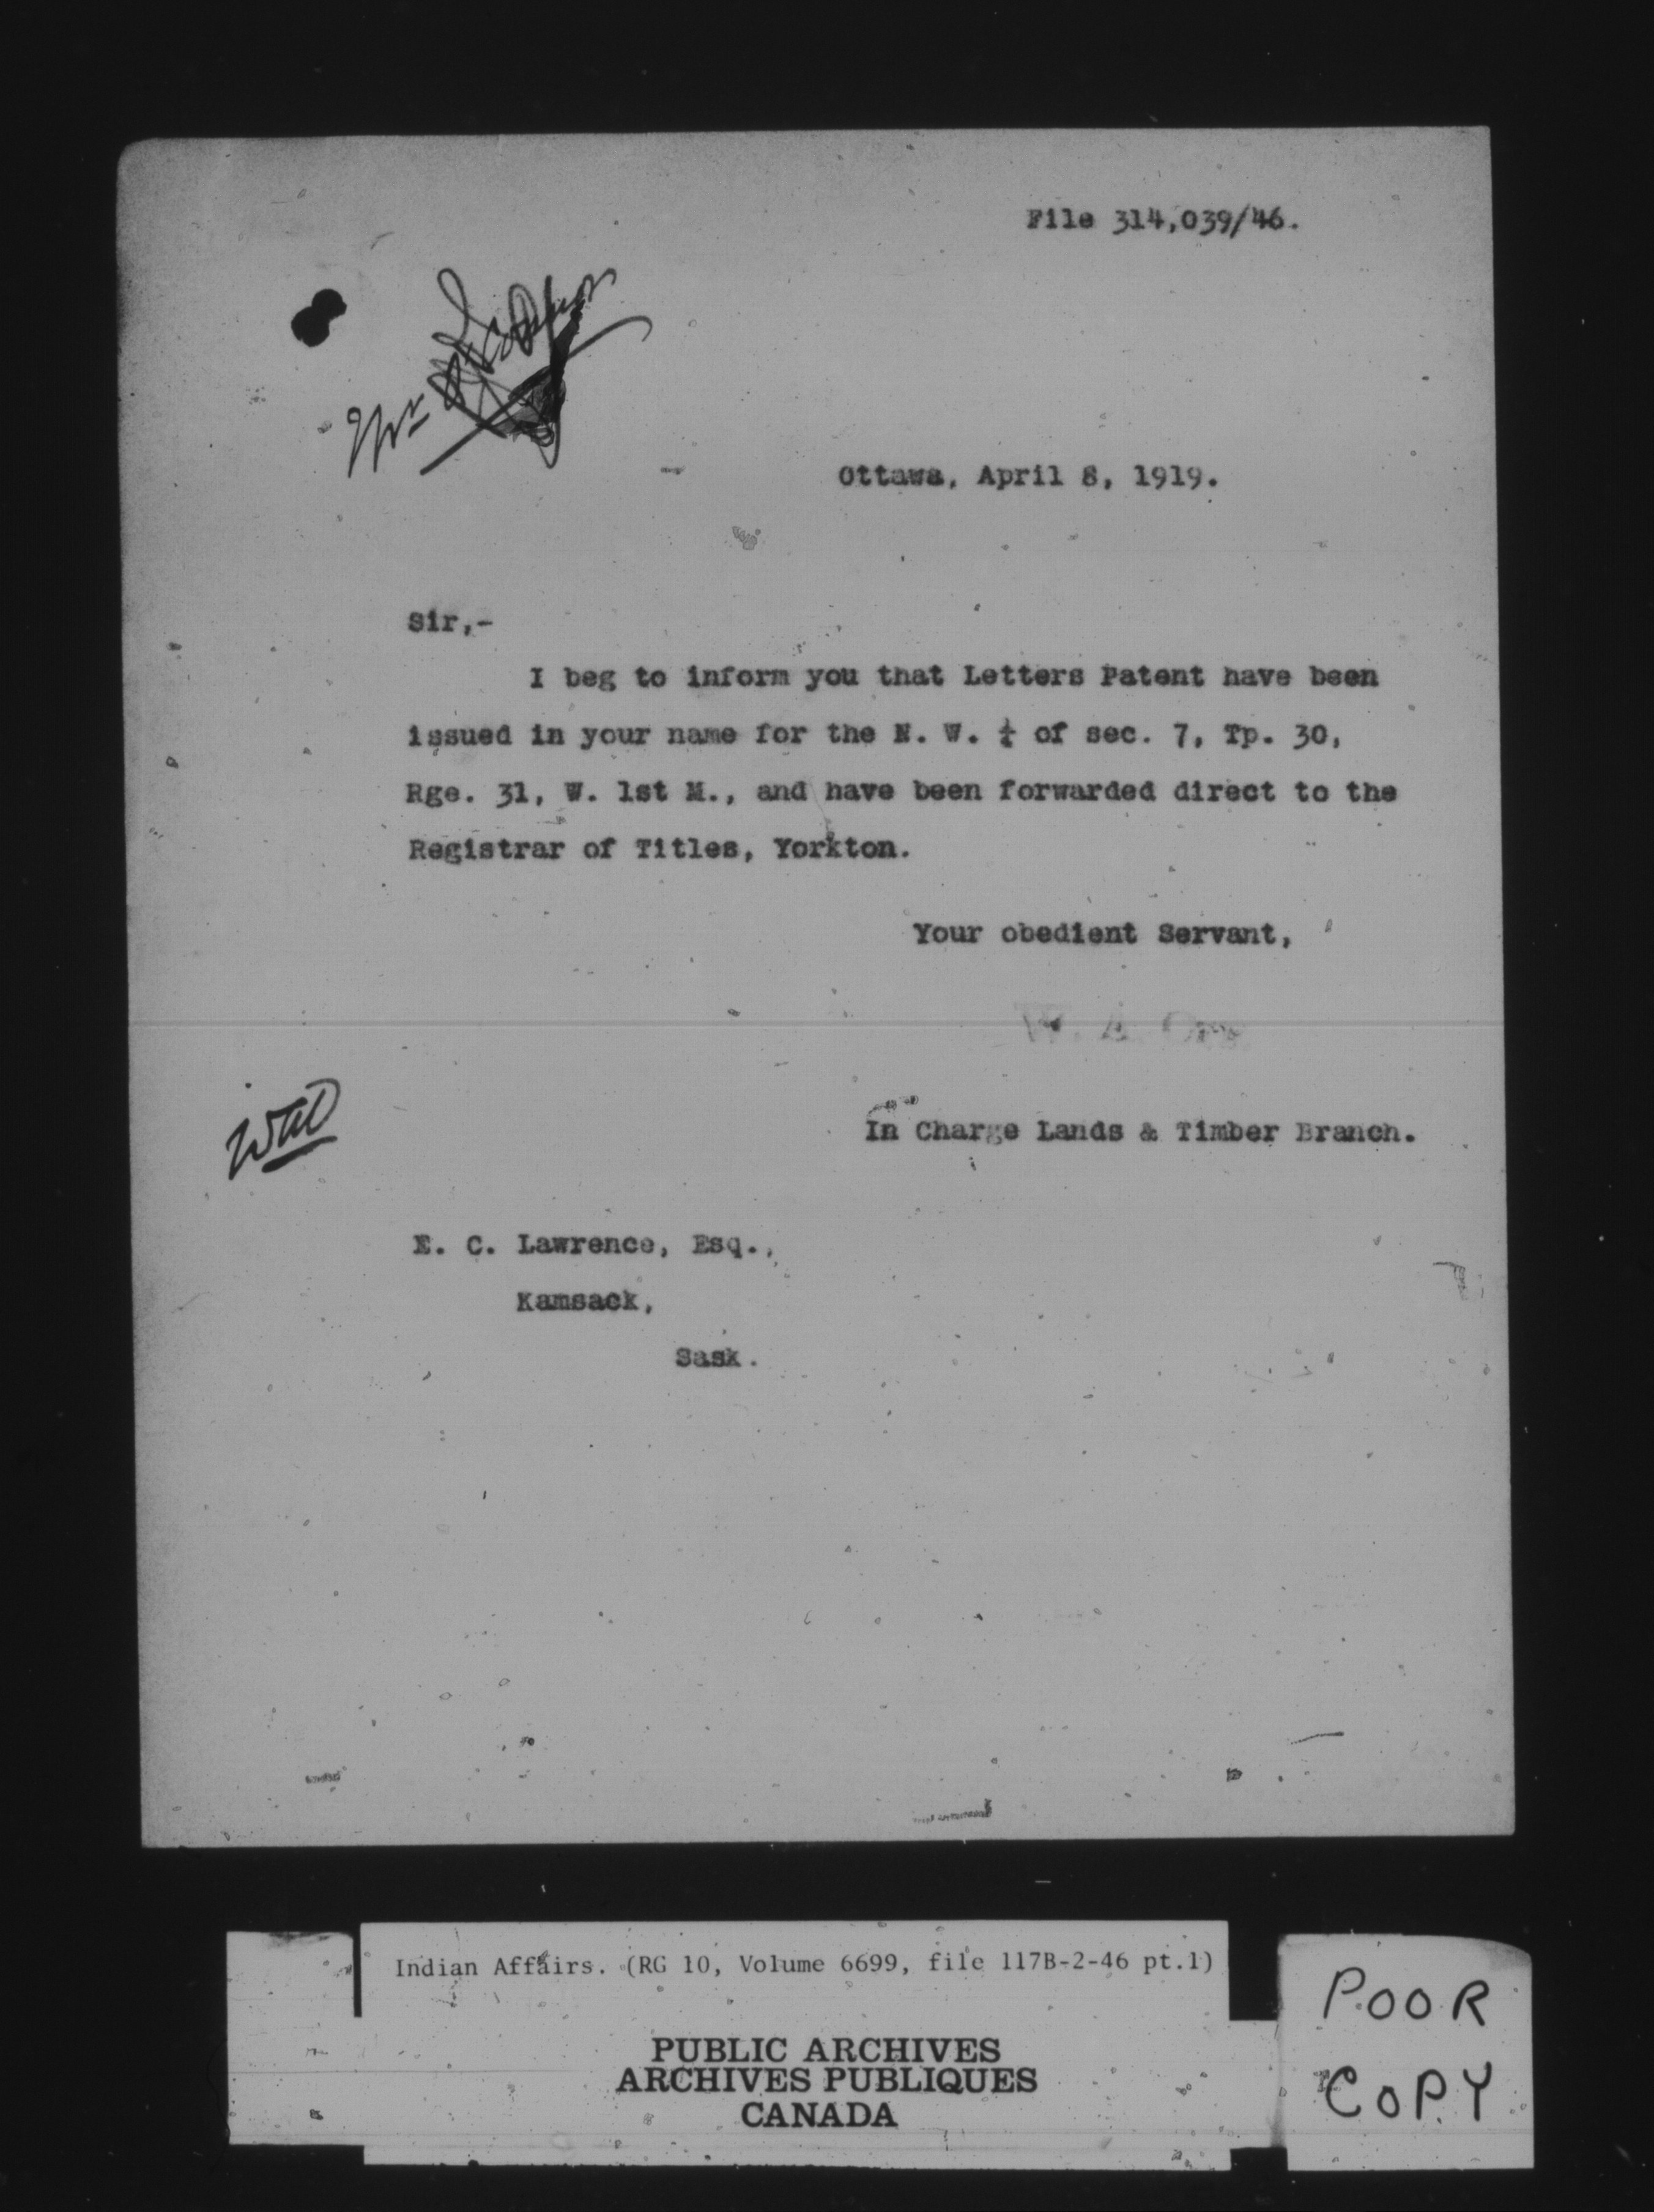 File 314,039/46.
Mr
Ottawa, April 8, 1919.
Sir,-
I beg to inform you that Letters Patent have been
issued in your name for the N. W. ¼ of sec. 7, Tp. 30,
Rge. 31, W. 1st M., and have been forwarded direct to the
Registrar of Titles, Yorkton.
Your obedient Servant,
W. A. Orr
In Charge Lands & Timber Branch.
WAO
E. C. Lawrence, Esq.,
Kamsack,
Sask.
Indian Affairs. (RG 10, Volume 6699, file 117B-2-46 pt.1)
PUBLIC ARCHIVES
ARCHIVES PUBLIQUES
CANADA
POOR
COPY